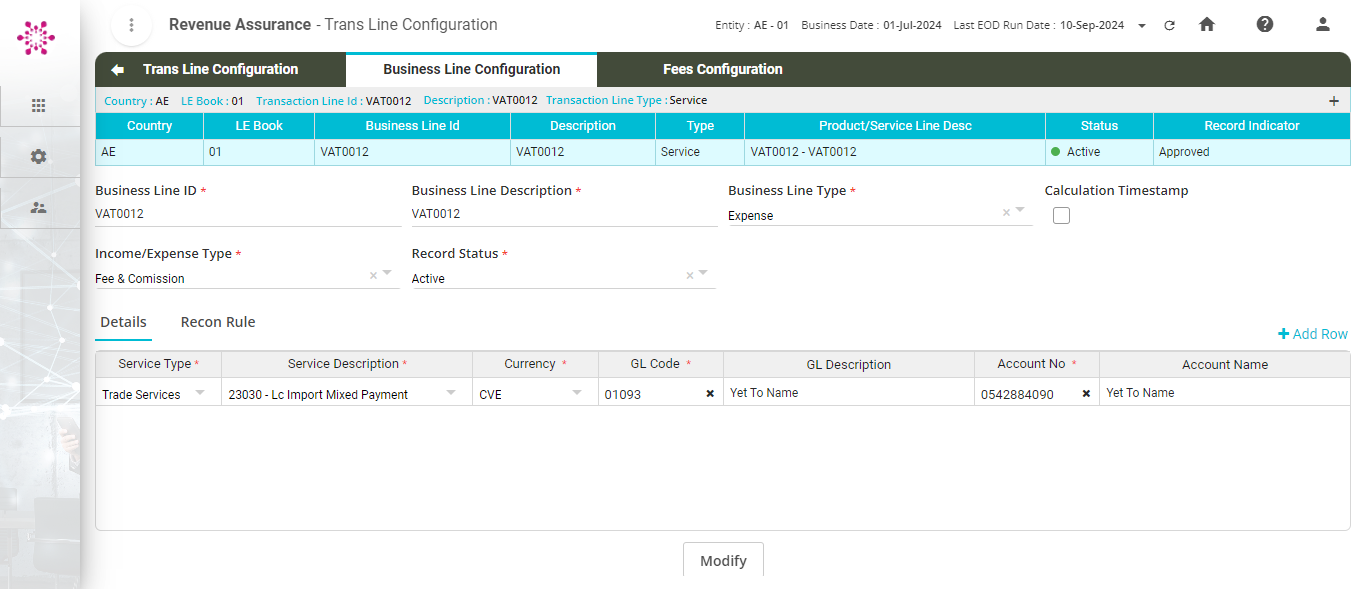 Revenue Assurance - Trans Line Configuration
Entity : AE - 01 Business Date : 01-Jul-2024 Last EOD Run Date : 10-Sep-2024
Trans Line Configuration Business Line Configuration Fees Configuration
Country : AE LE Book : 01 Transaction Line Id : VAT0012 Description : VAT0012 Transaction Line Type : Service
Country LE Book Business Line Id Description Type Product/Service Line Desc Status Record Indicator
AE 01 VAT0012 VAT0012 Service VAT0012 - VAT0012 Active Approved
Business Line ID * Business Line Description * Business Line Type * Calculation Timestamp
VAT0012 VAT0012 Expense
Income/Expense Type * Record Status *
Fee & Comission Active
Details Recon Rule
Add Row
Service Type * Service Description * Currency * GL Code * GL Description Account No * Account Name
Trade Services 23030 - Lc Import Mixed Payment CVE 01093 Yet To Name 0542884090 Yet To Name
Modify